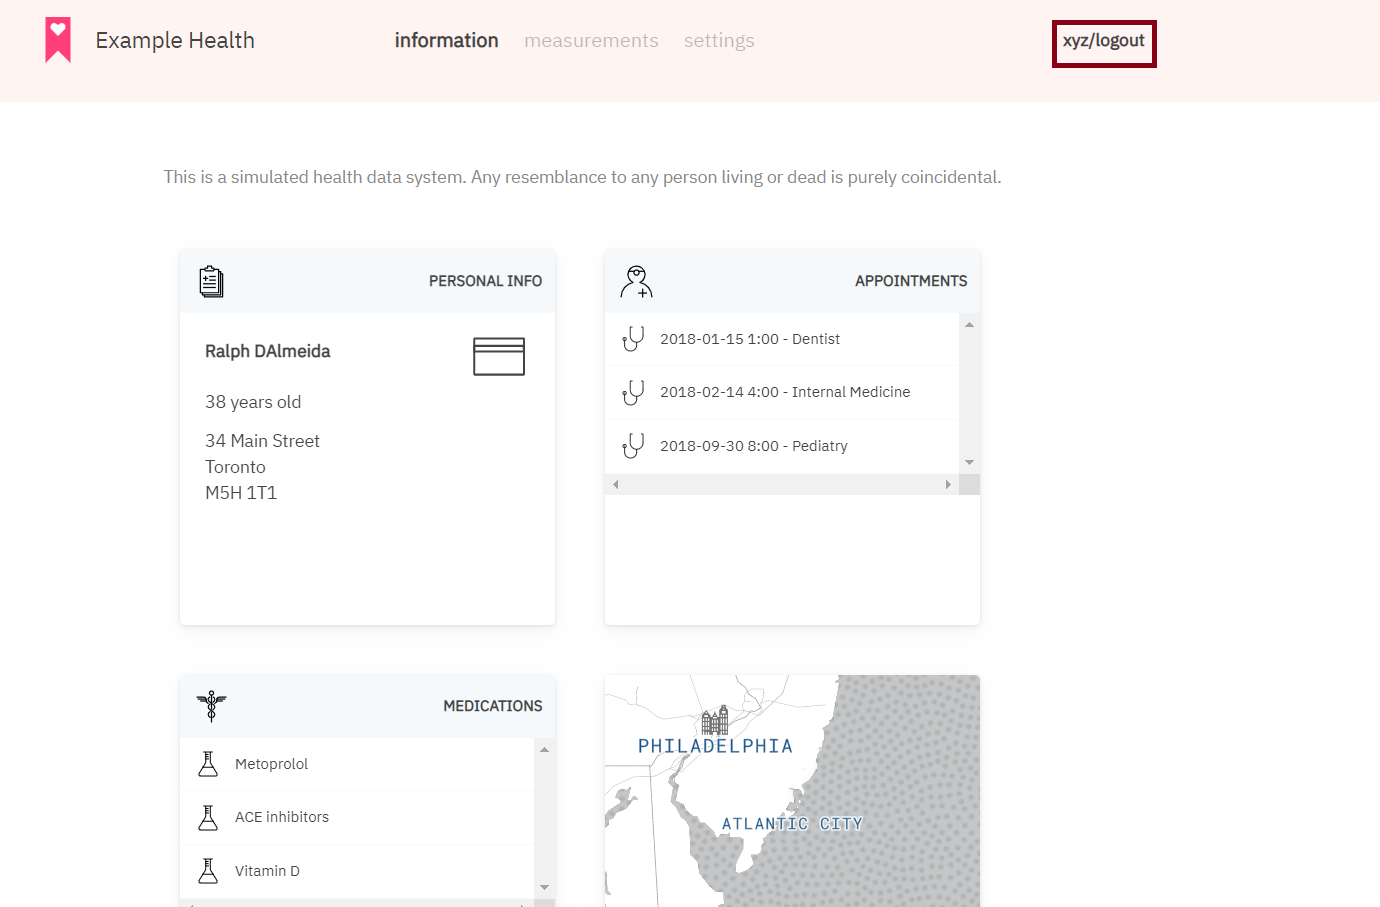 Example Health
information measurements settings
xyz/logout
This is a simulated health data system. Any resemblance to any person living or dead is purely coincidental.
PERSONAL INFO
Ralph DAlmeida
38 years old
34 Main Street
Toronto
M5H 1T1
APPOINTMENTS
2018-01-15 1:00 - Dentist
2018-02-14 4:00 - Internal Medicine
2018-09-30 8:00 - Pediatry
MEDICATIONS
Metoprolol
ACE inhibitors
Vitamin D
PHILADELPHIA
ATLANTIC CITY